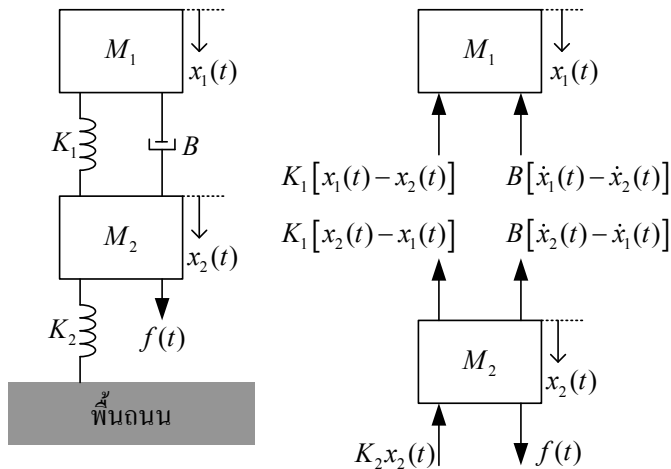 M₁
x₁(t)
K₁
B
M₂
x₂(t)
K₂
f(t)
พื้นถนน
M₁
x₁(t)
K₁[x₁(t) − x₂(t)]
B[ẋ₁(t) − ẋ₂(t)]
K₁[x₂(t) − x₁(t)]
B[ẋ₂(t) − ẋ₁(t)]
M₂
x₂(t)
K₂x₂(t)
f(t)